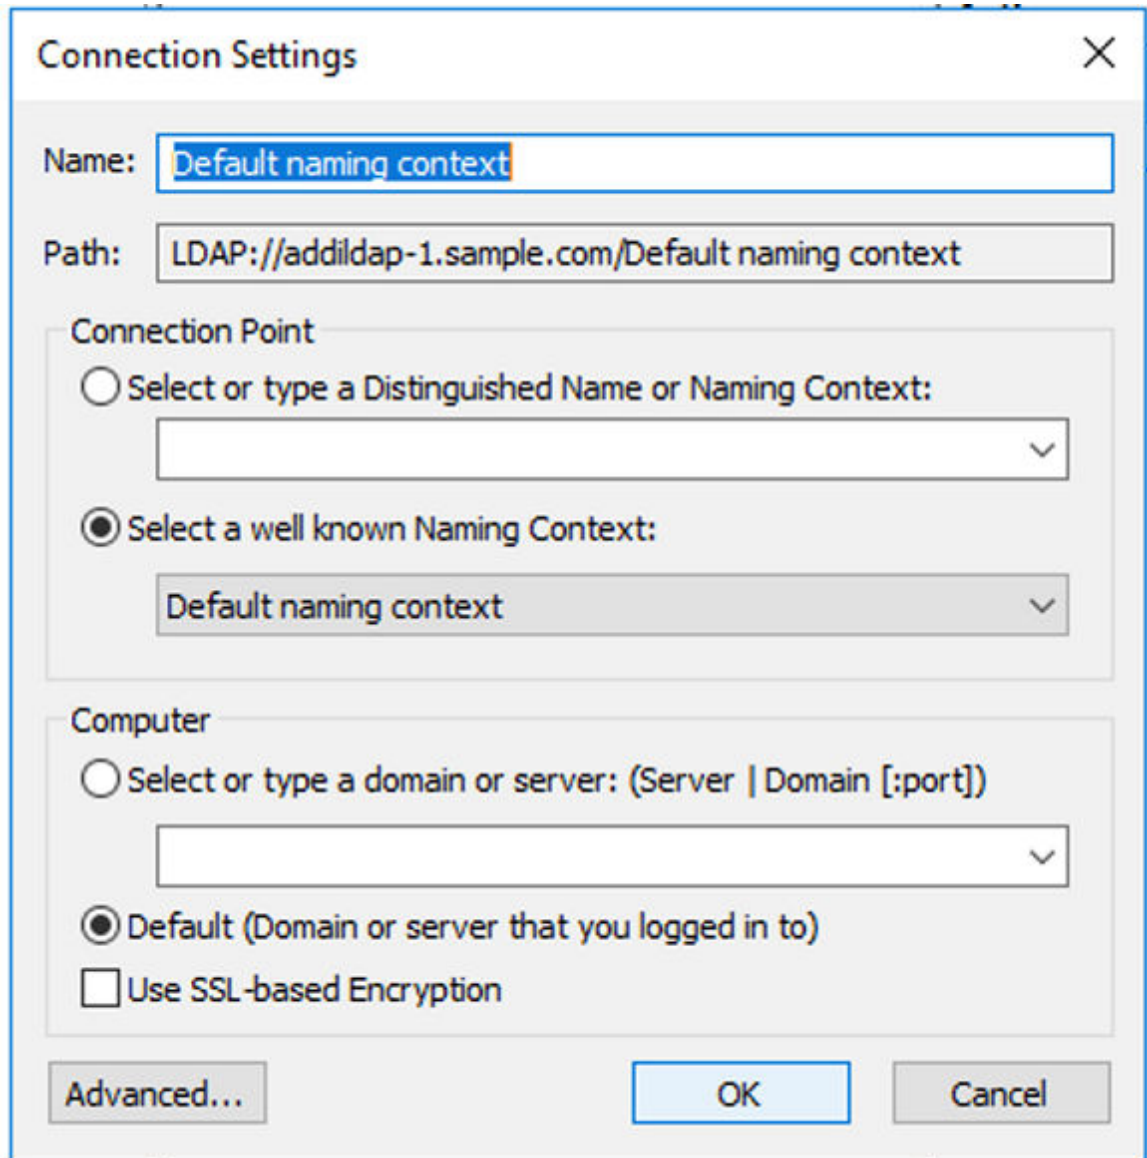 Connection Settings
Name: Default naming context
Path: LDAP://addildap-1.sample.com/Default naming context
Connection Point
Select or type a Distinguished Name or Naming Context:
Select a well known Naming Context:
Default naming context
Computer
Select or type a domain or server: (Server | Domain [:port])
Default (Domain or server that you logged in to)
Use SSL-based Encryption
Advanced... OK Cancel